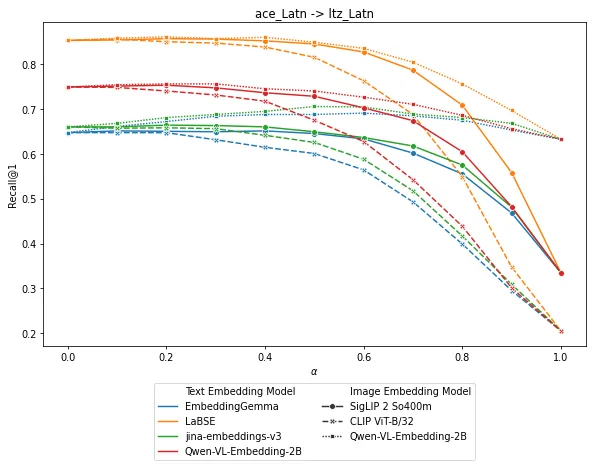 ace_Latn -> ltz_Latn
Recall@1
0.8
0.7
0.6
0.5
0.4
0.3
0.2
0.0 0.2 0.4 0.6 0.8 1.0
α
Text Embedding Model Image Embedding Model
EmbeddingGemma SigLIP 2 So400m
LaBSE CLIP ViT-B/32
jina-embeddings-v3 Qwen-VL-Embedding-2B
Qwen-VL-Embedding-2B